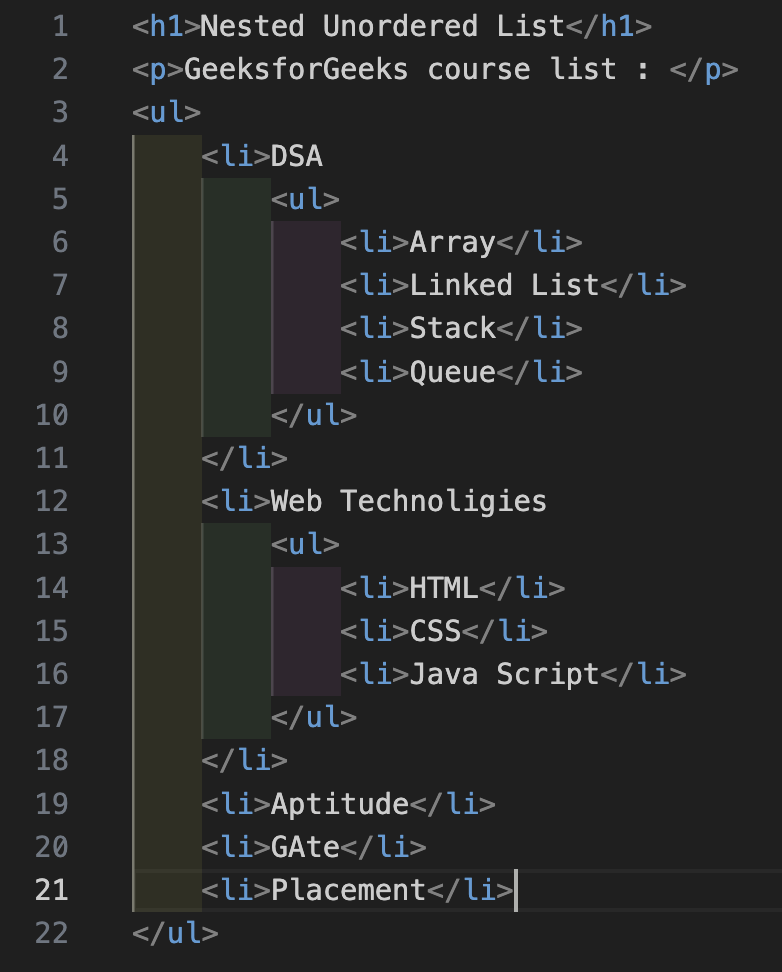 1 <h1>Nested Unordered List</h1>
2 <p>GeeksforGeeks course list : </p>
3 <ul>
4     <li>DSA
5         <ul>
6             <li>Array</li>
7             <li>Linked List</li>
8             <li>Stack</li>
9             <li>Queue</li>
10         </ul>
11     </li>
12     <li>Web Technoligies
13         <ul>
14             <li>HTML</li>
15             <li>CSS</li>
16             <li>Java Script</li>
17         </ul>
18     </li>
19     <li>Aptitude</li>
20     <li>GAte</li>
21     <li>Placement</li>
22 </ul>